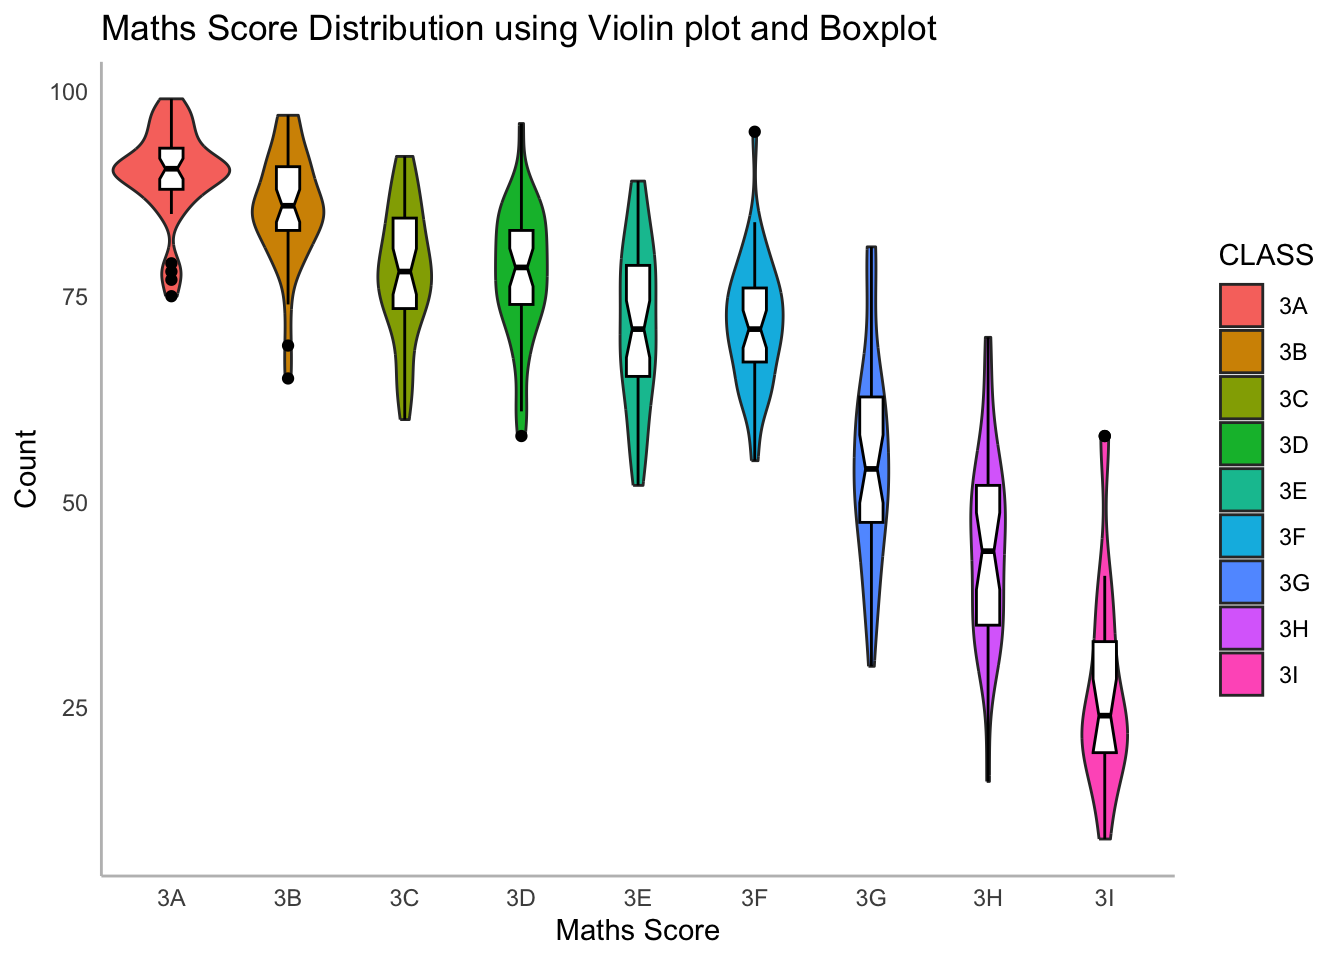 Maths Score Distribution using Violin plot and Boxplot
100
75
50
25
Count
3A 3B 3C 3D 3E 3F 3G 3H 3I
Maths Score
CLASS
3A
3B
3C
3D
3E
3F
3G
3H
3I